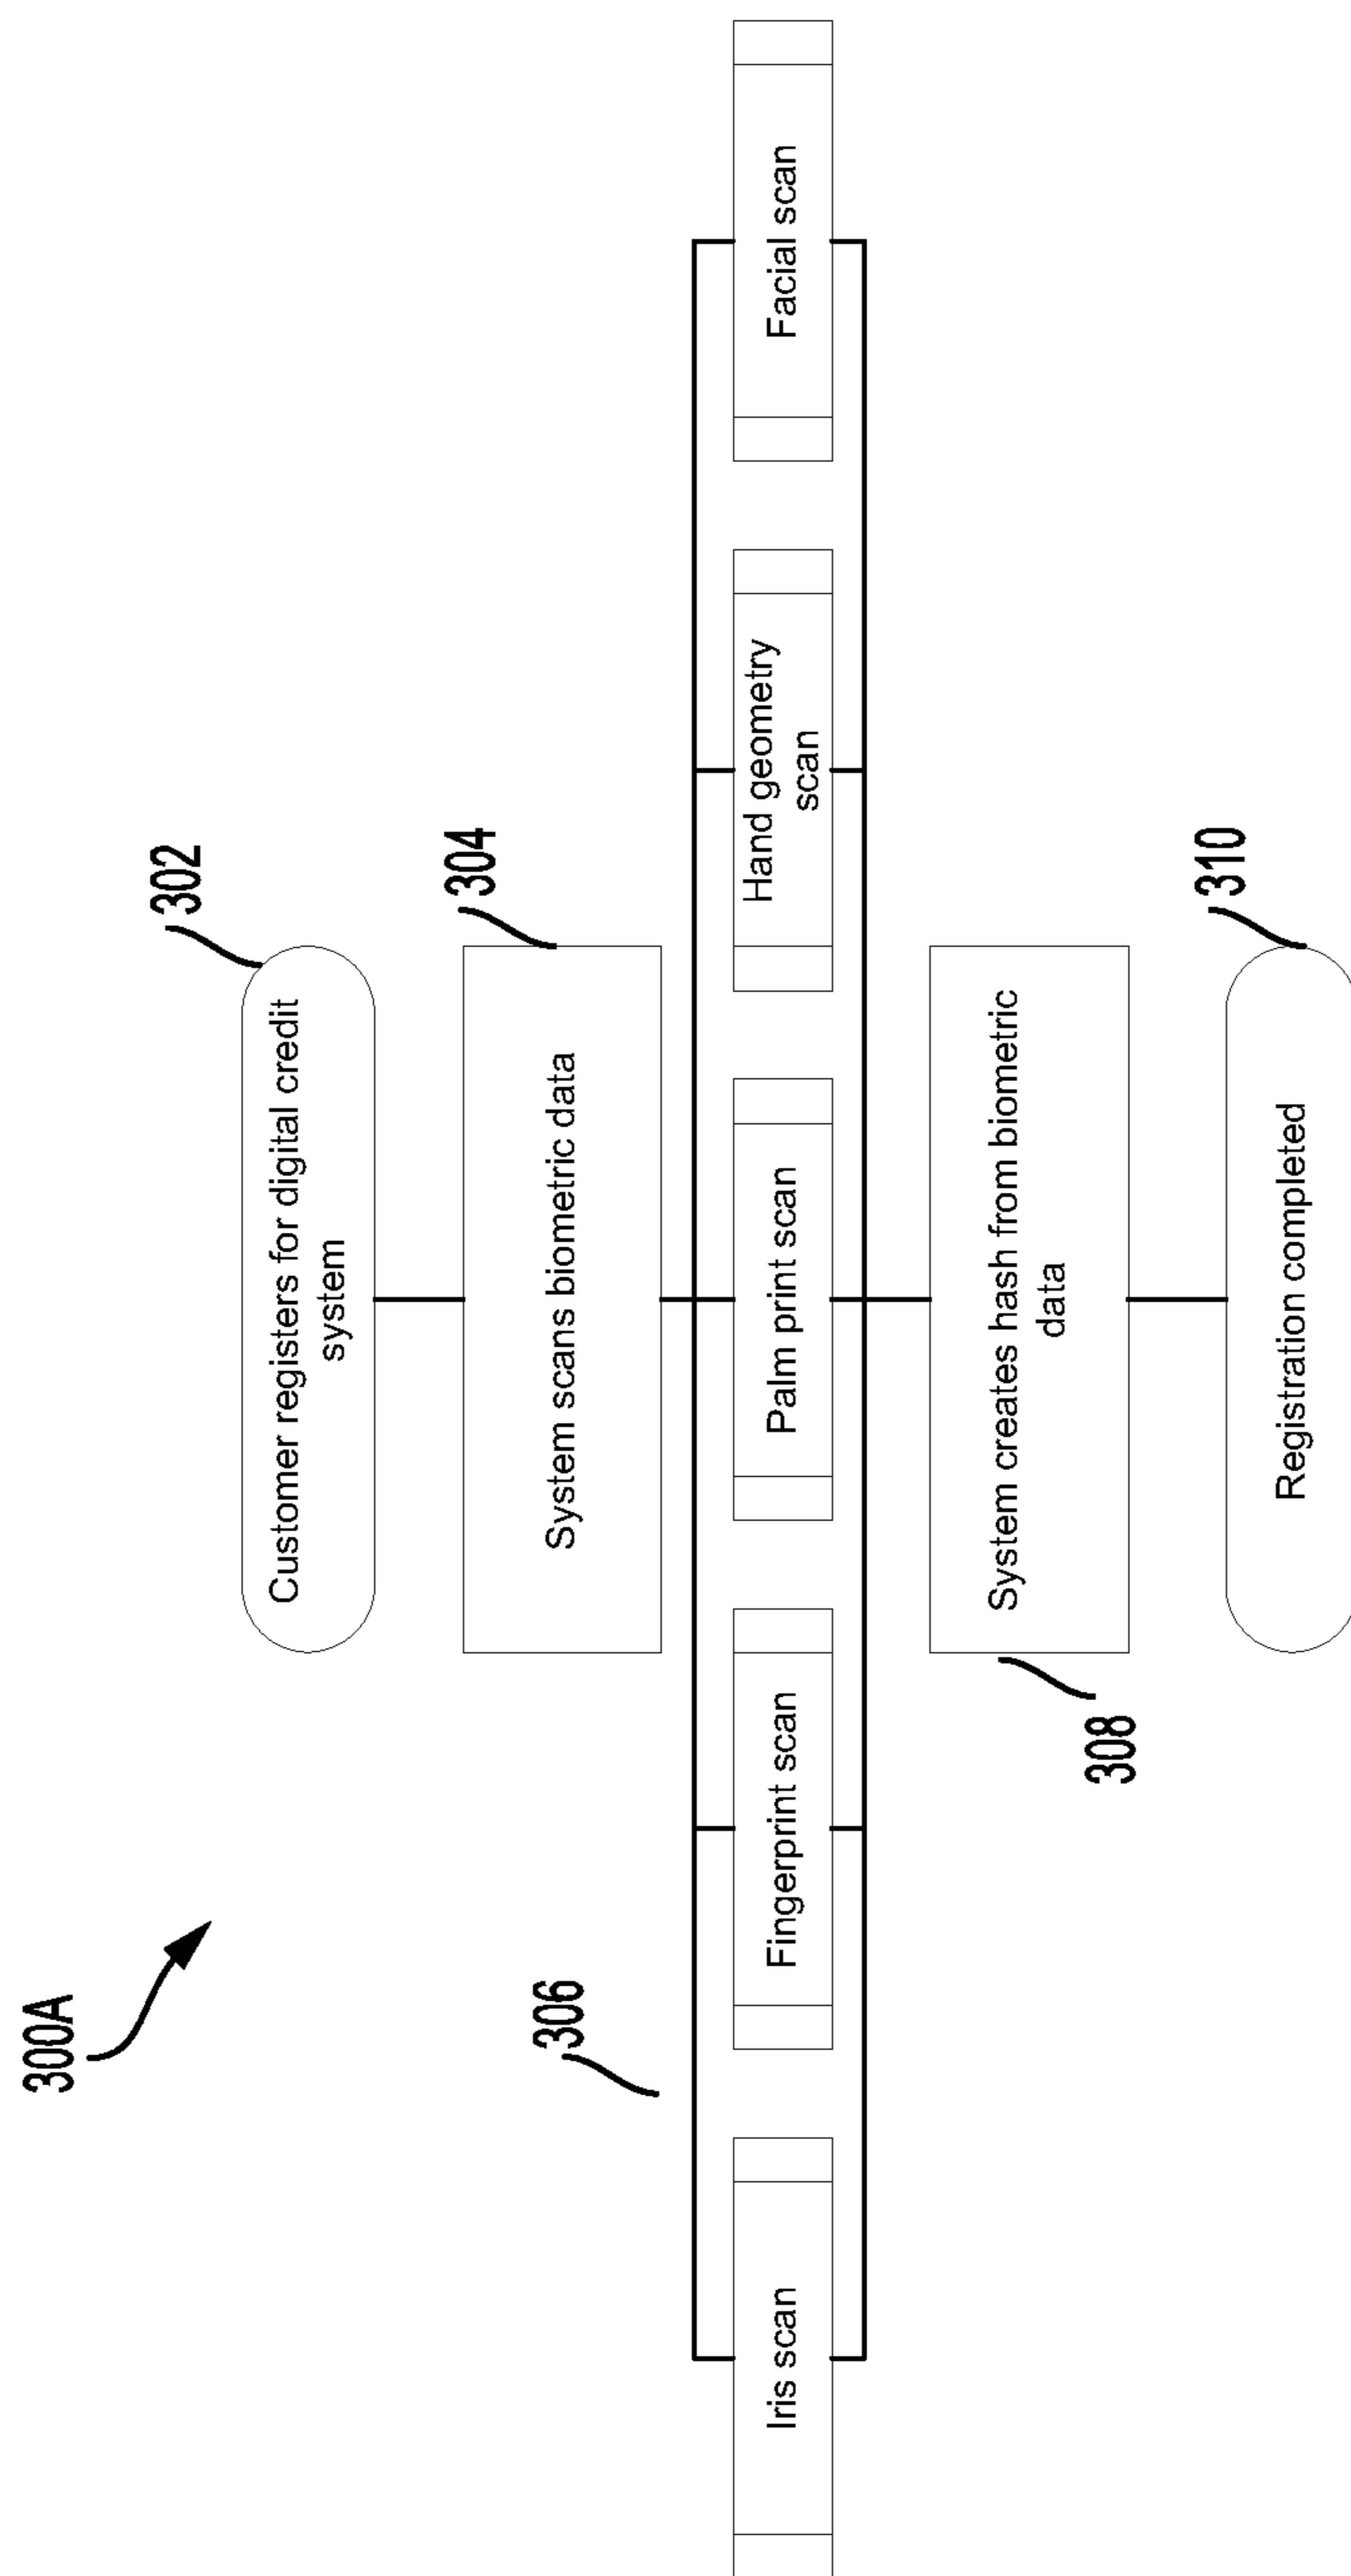 300A
302
Customer registers for digital credit
system
304
System scans biometric data
306
Iris scan
Fingerprint scan
Palm print scan
Hand geometry
scan
Facial scan
308
System creates hash from biometric
data
310
Registration completed